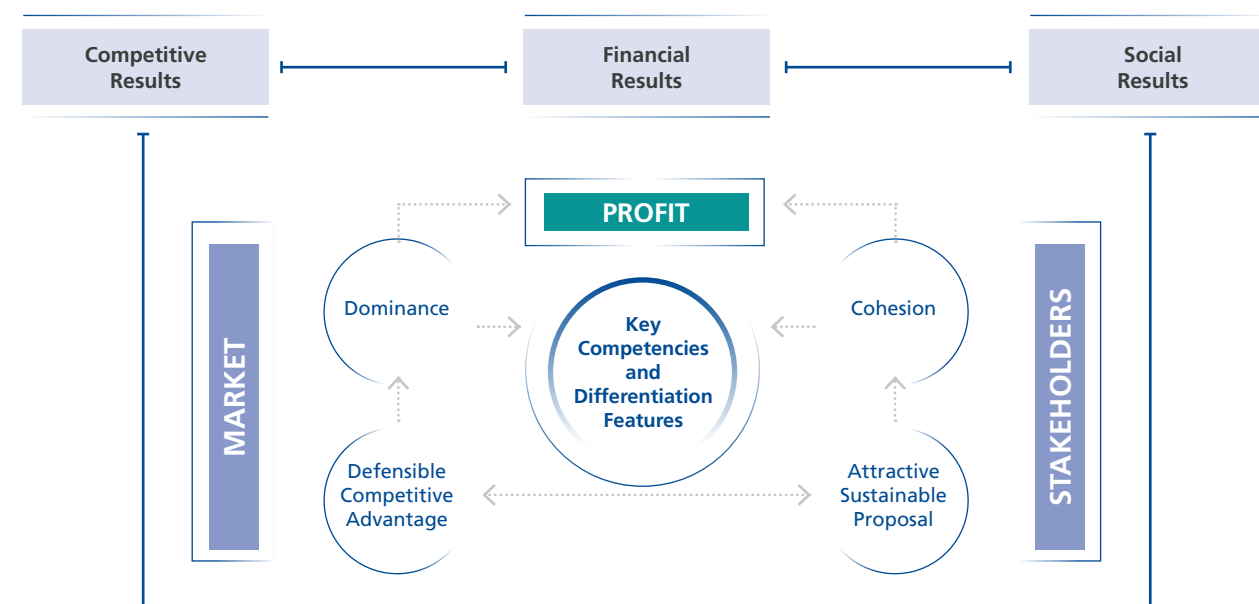 Competitive
Results
Financial
Results
Social
Results
PROFIT
MARKET
Dominance
Key
Competencies
and
Differentiation
Features
Cohesion
STAKEHOLDERS
Defensible
Competitive
Advantage
Attractive
Sustainable
Proposal